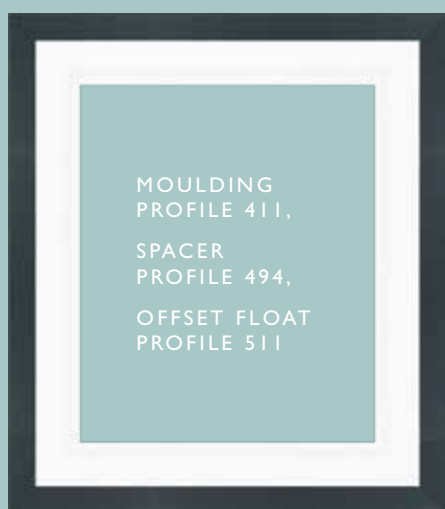 MOULDING
PROFILE 411,
SPACER
PROFILE 494,
OFFSET FLOAT
PROFILE 511